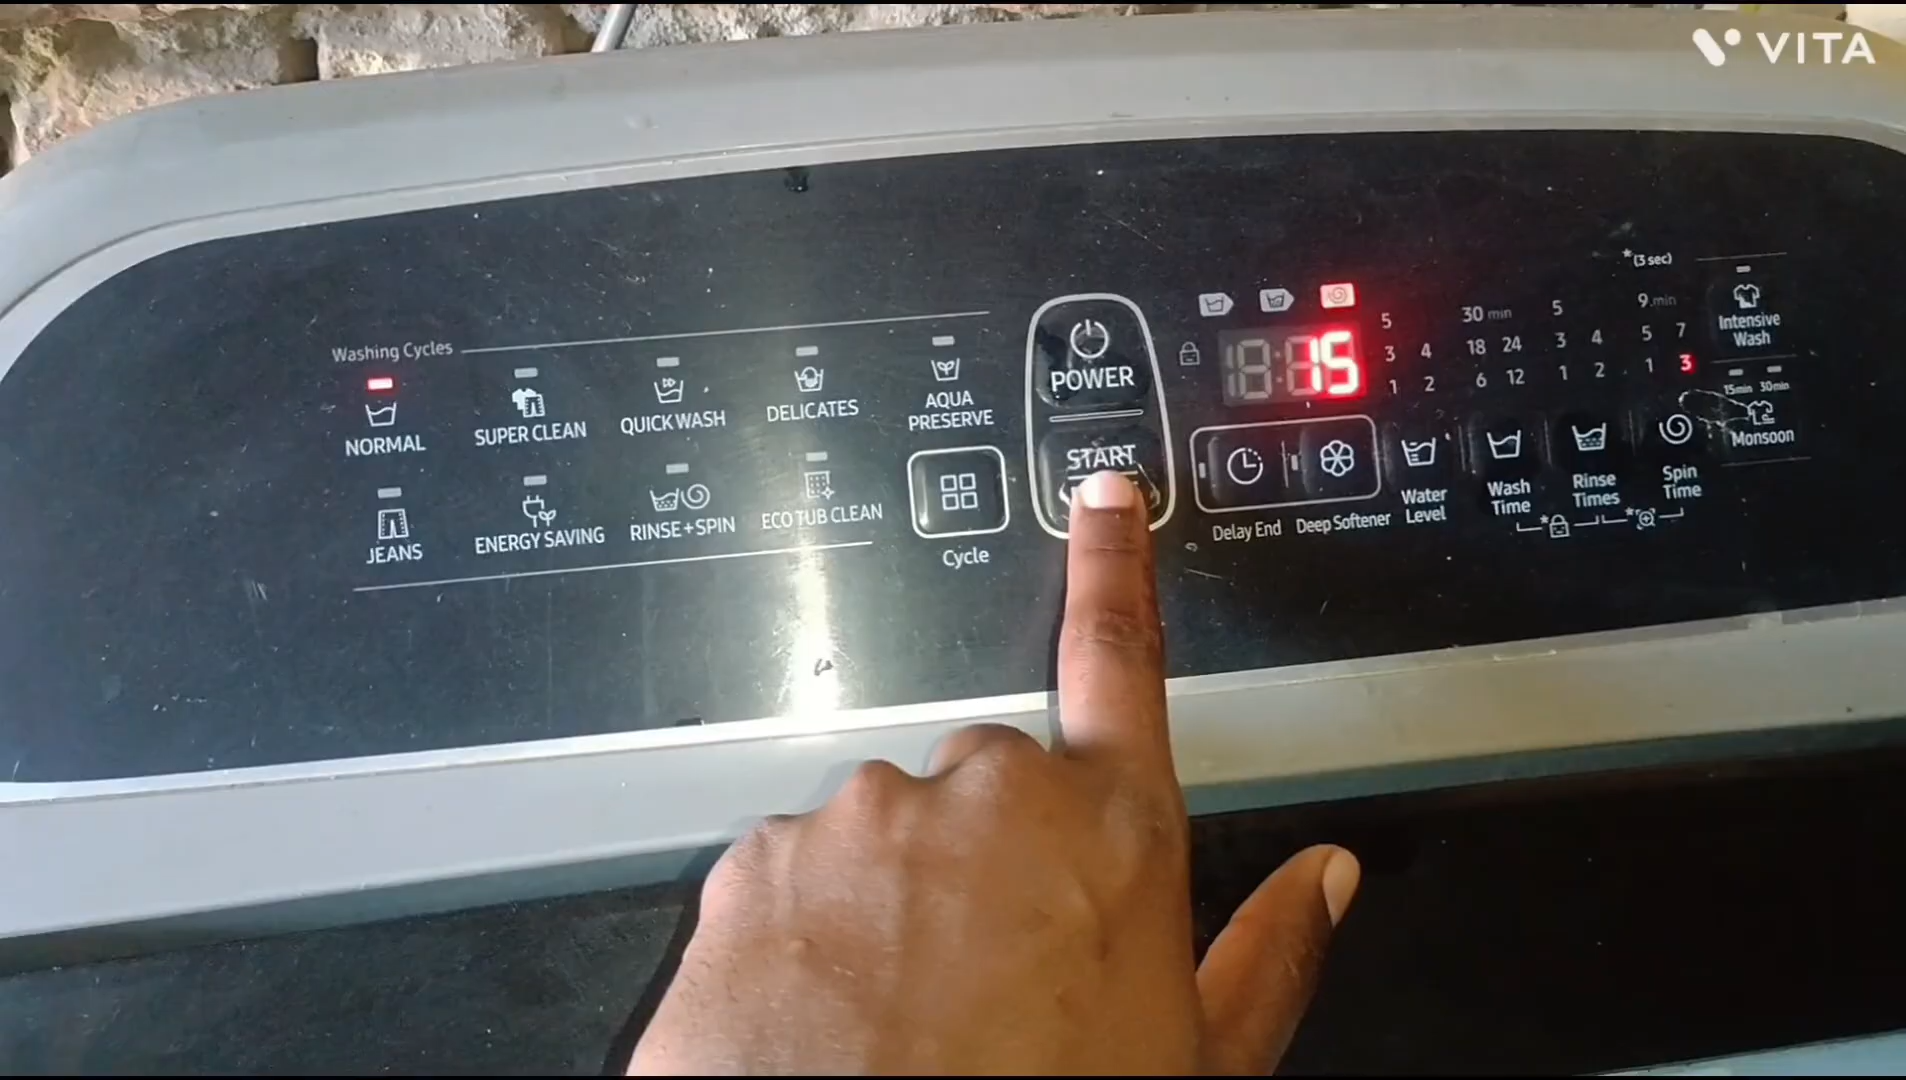 VITA
*(3 sec)
Washing Cycles
NORMAL
SUPER CLEAN
QUICK WASH
DELICATES
AQUA
PRESERVE
JEANS
ENERGY SAVING
RINSE+SPIN
ECO TUB CLEAN
Cycle
POWER
START
15
5 30 min 5 9 min
3 4 18 24 3 4 5 7
1 2 6 12 1 2 1 3
Delay End
Deep Softener
Water
Level
Wash
Time
Rinse
Times
Spin
Time
Intensive
Wash
15min 30min
Monsoon